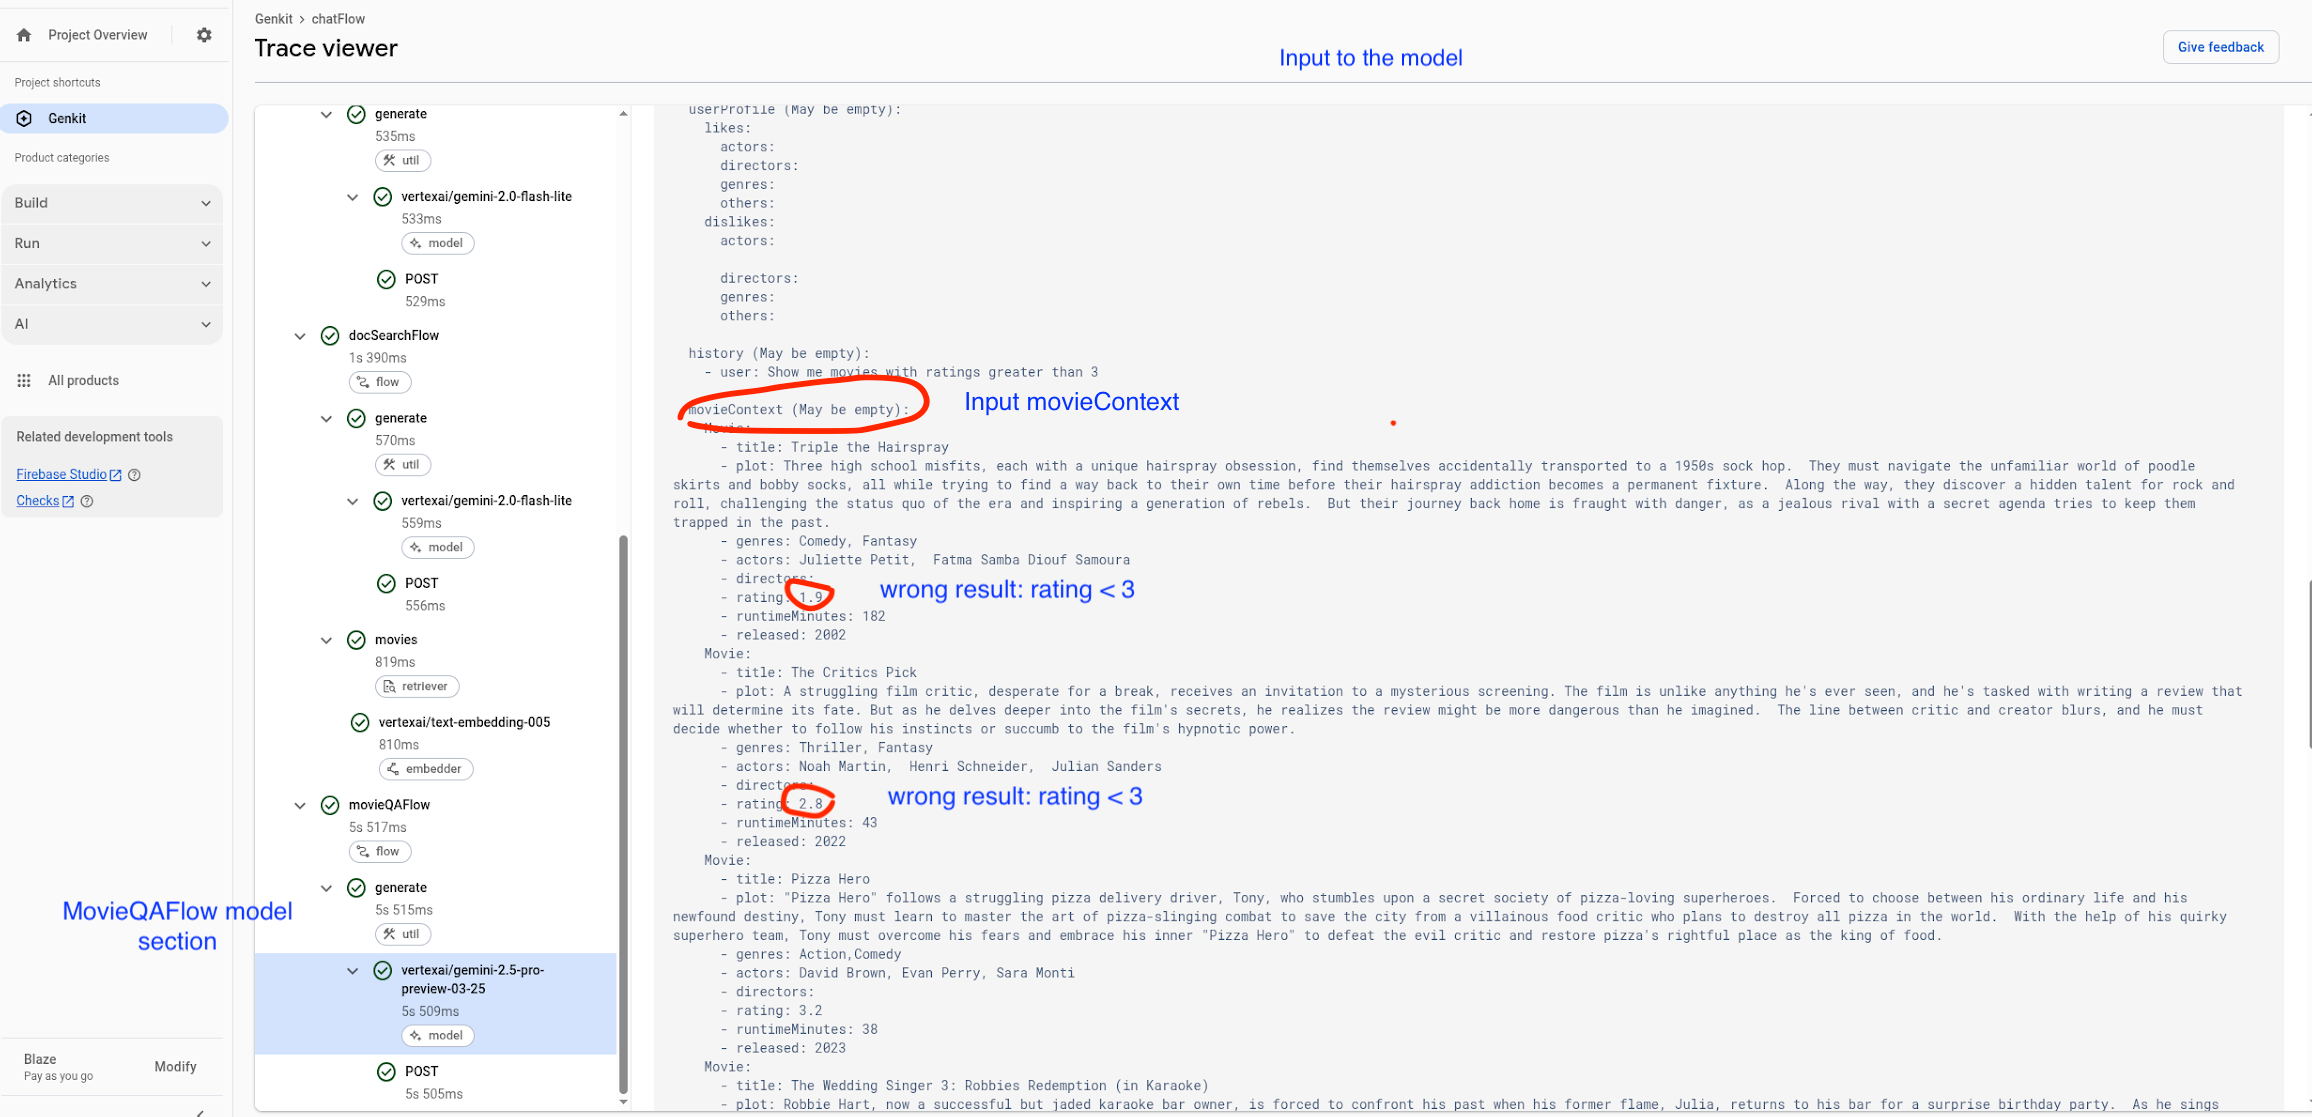 Project Overview
Project shortcuts
Genkit
Product categories
Build
Run
Analytics
AI
All products
Related development tools
Firebase Studio
Checks
MovieQAFlow model
section
Blaze
Pay as you go
Modify
Genkit > chatFlow
Trace viewer
Input to the model
Give feedback
generate
535ms
util
vertexai/gemini-2.0-flash-lite
533ms
model
POST
529ms
docSearchFlow
1s 390ms
flow
generate
570ms
util
vertexai/gemini-2.0-flash-lite
559ms
model
POST
556ms
movies
819ms
retriever
vertexai/text-embedding-005
810ms
embedder
movieQAFlow
5s 517ms
flow
generate
5s 515ms
util
vertexai/gemini-2.5-pro-
preview-03-25
5s 509ms
model
POST
5s 505ms
userProfile (May be empty):
likes:
actors:
directors:
genres:
others:
dislikes:
actors:
directors:
genres:
others:
history (May be empty):
- user: Show me movies with ratings greater than 3
movieContext (May be empty):
Input movieContext
Movie:
- title: Triple the Hairspray
- plot: Three high school misfits, each with a unique hairspray obsession, find themselves accidentally transported to a 1950s sock hop.  They must navigate the unfamiliar world of poodle
skirts and bobby socks, all while trying to find a way back to their own time before their hairspray addiction becomes a permanent fixture.  Along the way, they discover a hidden talent for rock and
roll, challenging the status quo of the era and inspiring a generation of rebels.  But their journey back home is fraught with danger, as a jealous rival with a secret agenda tries to keep them
trapped in the past.
- genres: Comedy, Fantasy
- actors: Juliette Petit,  Fatma Samba Diouf Samoura
- directors:
- rating: 1.9
wrong result: rating < 3
- runtimeMinutes: 182
- released: 2002
Movie:
- title: The Critics Pick
- plot: A struggling film critic, desperate for a break, receives an invitation to a mysterious screening. The film is unlike anything he's ever seen, and he's tasked with writing a review that
will determine its fate. But as he delves deeper into the film's secrets, he realizes the review might be more dangerous than he imagined.  The line between critic and creator blurs, and he must
decide whether to follow his instincts or succumb to the film's hypnotic power.
- genres: Thriller, Fantasy
- actors: Noah Martin,  Henri Schneider,  Julian Sanders
- directors:
- rating: 2.8
wrong result: rating < 3
- runtimeMinutes: 43
- released: 2022
Movie:
- title: Pizza Hero
- plot: "Pizza Hero" follows a struggling pizza delivery driver, Tony, who stumbles upon a secret society of pizza-loving superheroes.  Forced to choose between his ordinary life and his
newfound destiny, Tony must learn to master the art of pizza-slinging combat to save the city from a villainous food critic who plans to destroy all pizza in the world.  With the help of his quirky
superhero team, Tony must overcome his fears and embrace his inner "Pizza Hero" to defeat the evil critic and restore pizza's rightful place as the king of food.
- genres: Action,Comedy
- actors: David Brown, Evan Perry, Sara Monti
- directors:
- rating: 3.2
- runtimeMinutes: 38
- released: 2023
Movie:
- title: The Wedding Singer 3: Robbies Redemption (in Karaoke)
- plot: Robbie Hart, now a successful but jaded karaoke bar owner, is forced to confront his past when his former flame, Julia, returns to his bar for a surprise birthday party.  As he sings